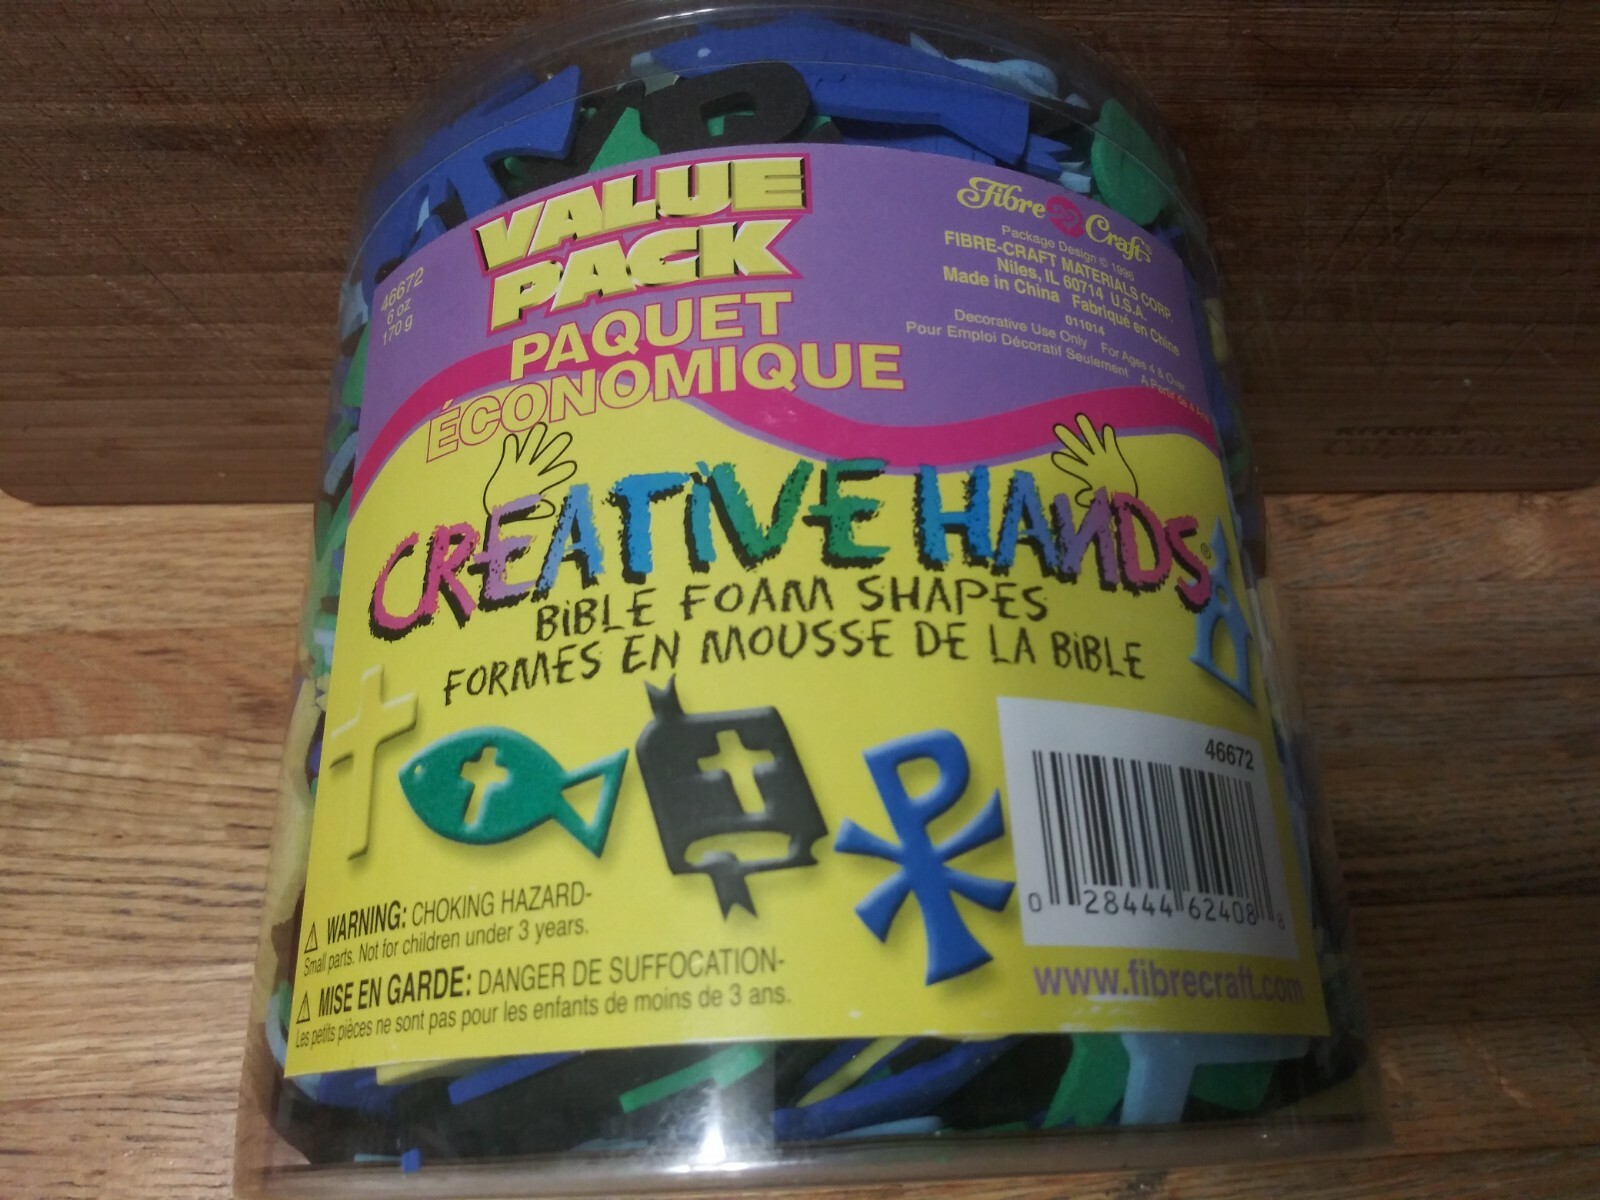 46672
6 oz
170 g
VALUE
PACK
PAQUET
ÉCONOMIQUE
Fibre Craft
Package Design © 1996
FIBRE-CRAFT MATERIALS CORP.
Niles, IL 60714 U.S.A.
Made in China Fabriqué en Chine
011014
Decorative Use Only For Ages 4 & Over
Pour Emploi Décoratif Seulement A Partir de 4
CREATIVE HANDS®
BIBLE FOAM SHAPES
FORMES EN MOUSSE DE LA BIBLE
46672
0 28444 62408 8
www.fibrecraft.com
⚠ WARNING: CHOKING HAZARD-
Small parts. Not for children under 3 years.
⚠ MISE EN GARDE: DANGER DE SUFFOCATION-
Les petits pièces ne sont pas pour les enfants de moins de 3 ans.